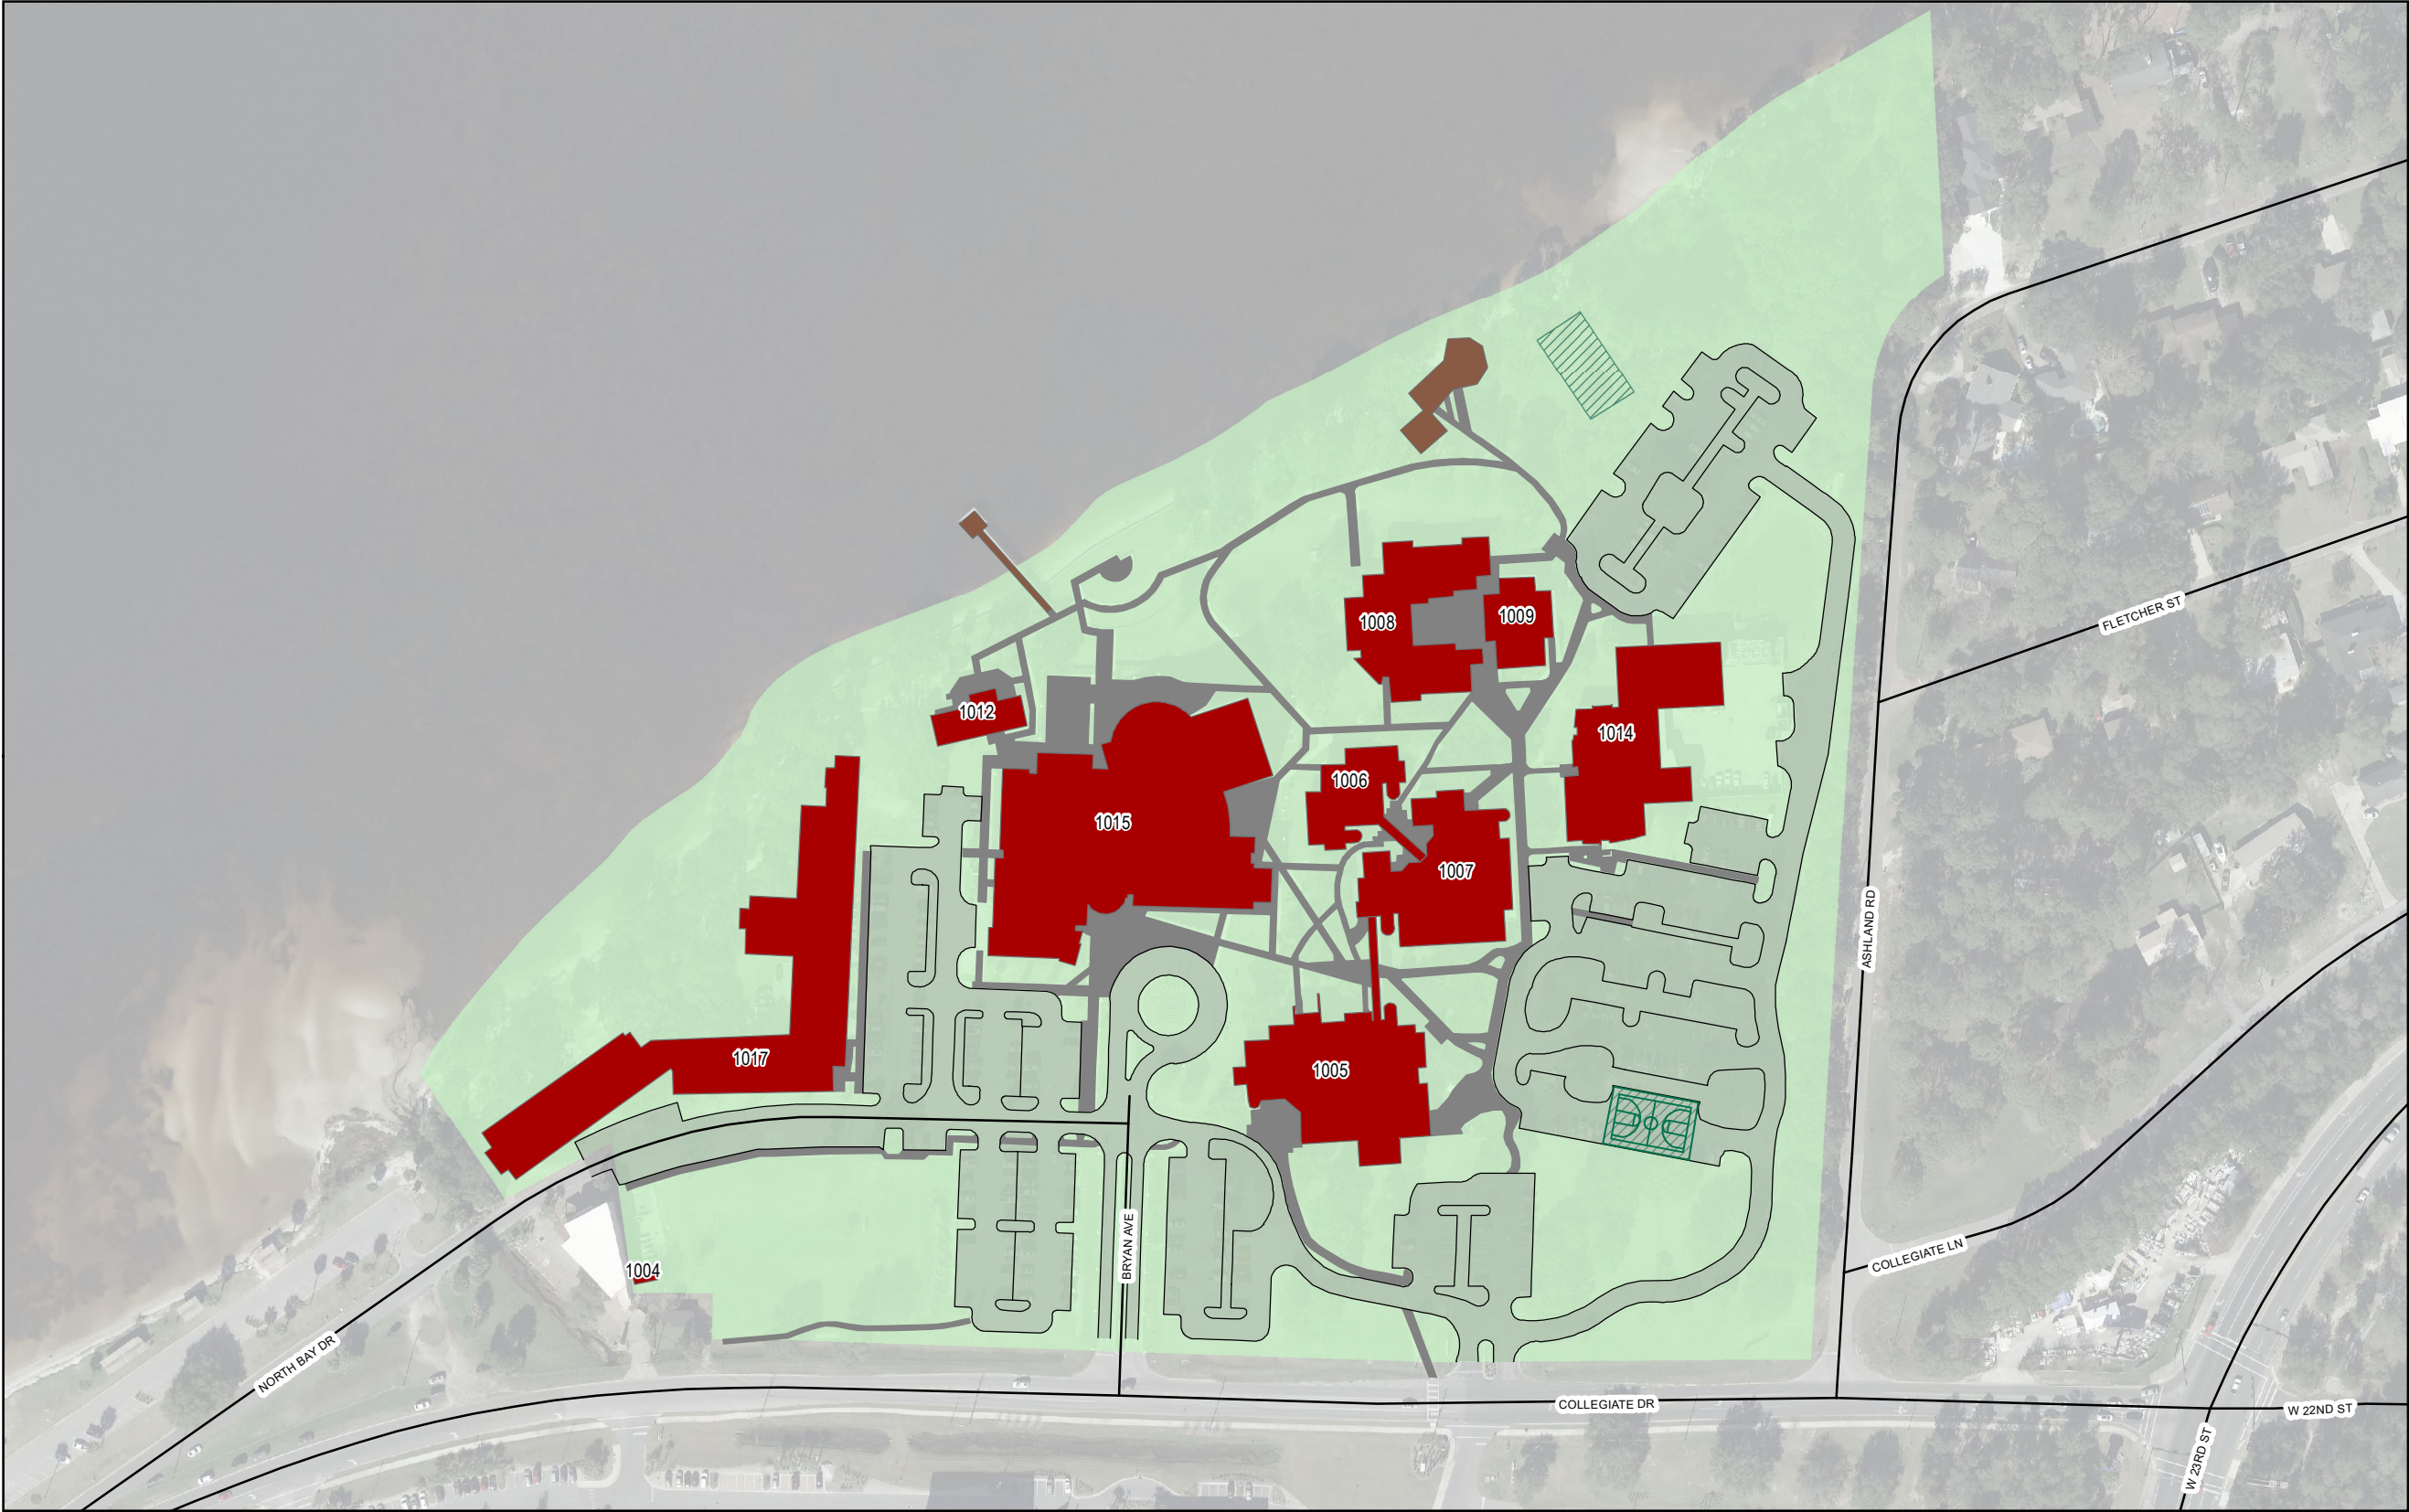 FLETCHER ST
1008
1009
1012
1014
1006
1015
1007
ASHLAND RD
1017
1005
BRYAN AVE
COLLEGIATE LN
1004
NORTH BAY DR
COLLEGIATE DR
W 22ND ST
W 23RD ST